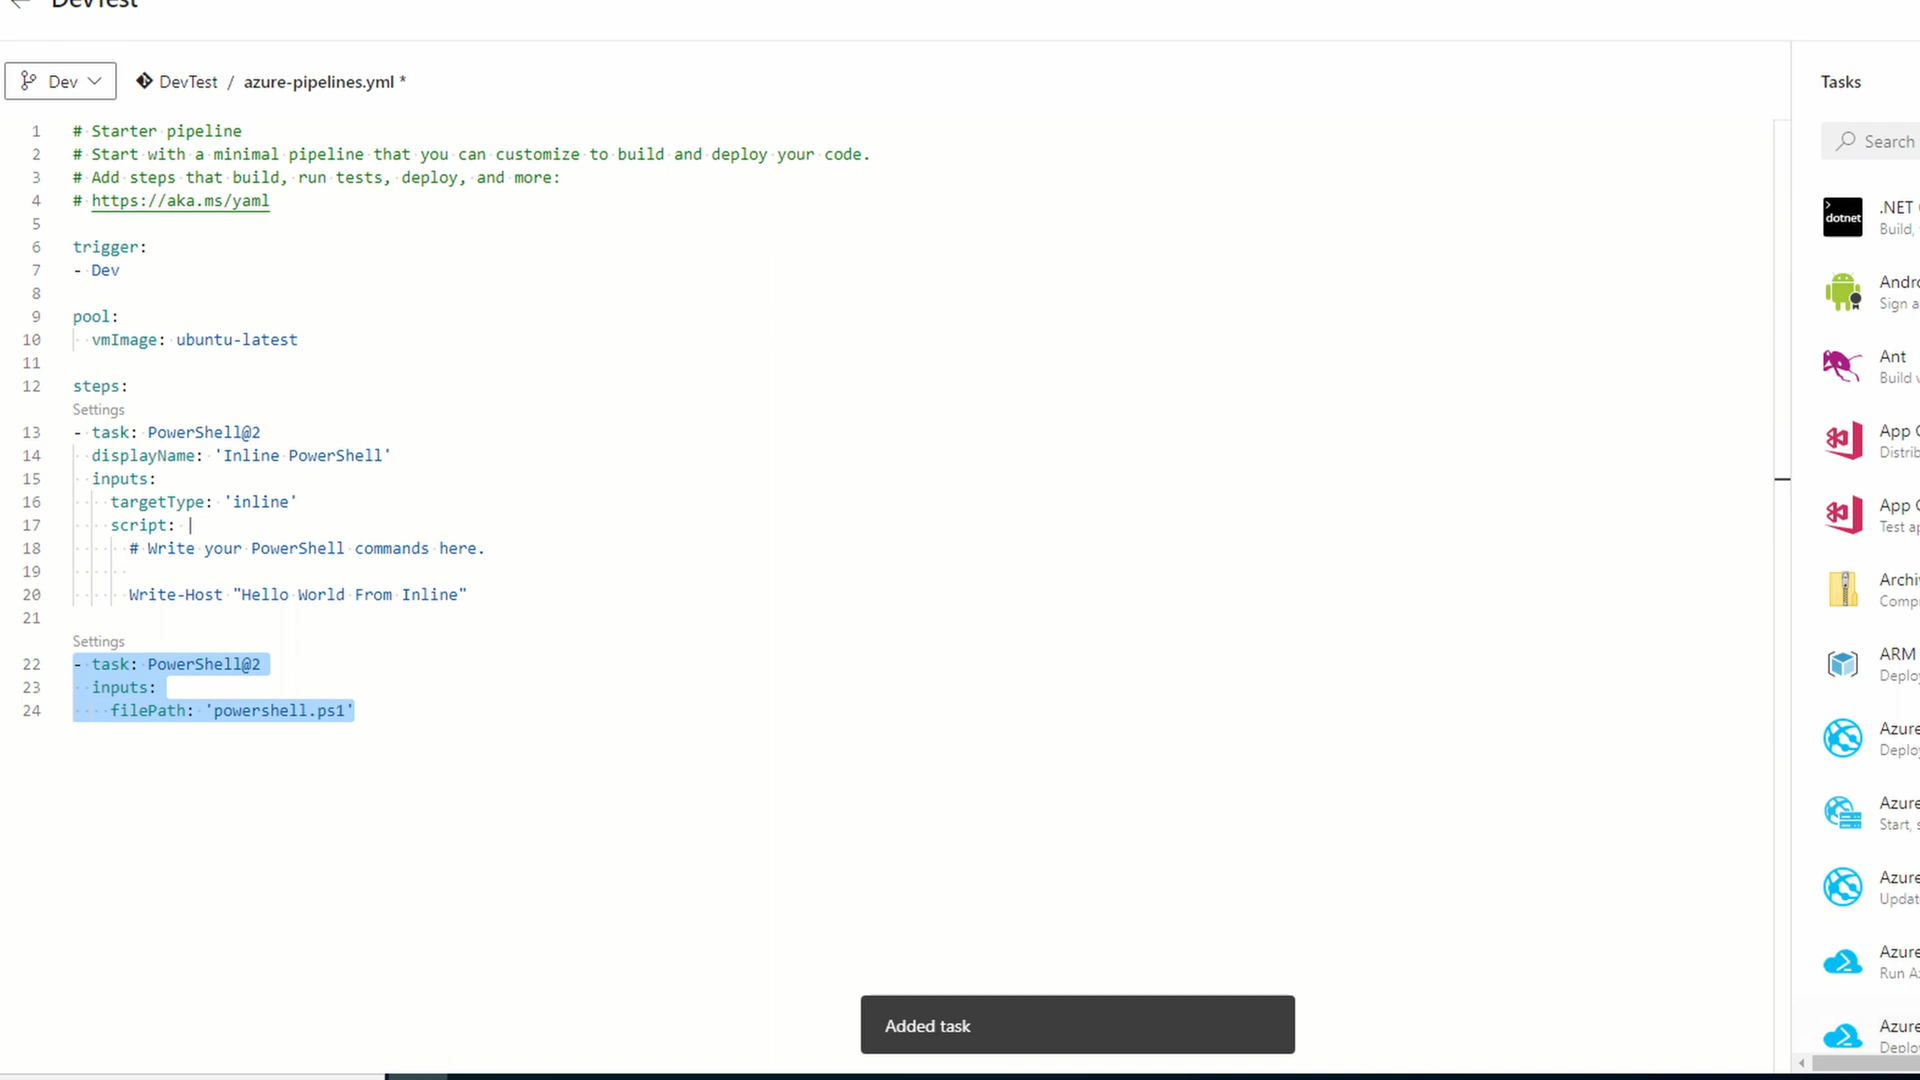 DevTest
Dev
DevTest / azure-pipelines.yml *
1 # Starter pipeline
2 # Start with a minimal pipeline that you can customize to build and deploy your code.
3 # Add steps that build, run tests, deploy, and more:
4 # https://aka.ms/yaml
5
6 trigger:
7 - Dev
8
9 pool:
10 vmImage: ubuntu-latest
11
12 steps:
Settings
13 - task: PowerShell@2
14 displayName: 'Inline PowerShell'
15 inputs:
16 targetType: 'inline'
17 script: |
18 # Write your PowerShell commands here.
19
20 Write-Host "Hello World From Inline"
21
Settings
22 - task: PowerShell@2
23 inputs:
24 filePath: 'powershell.ps1'
Added task
Tasks
Search
dotnet
.NET
Build,
Andro
Sign a
Ant
Build
App
Distrib
App
Test ap
Archi
Comp
ARM
Deploy
Azure
Deploy
Azure
Start, s
Azure
Updat
Azure
Run Az
Azure
Deploy